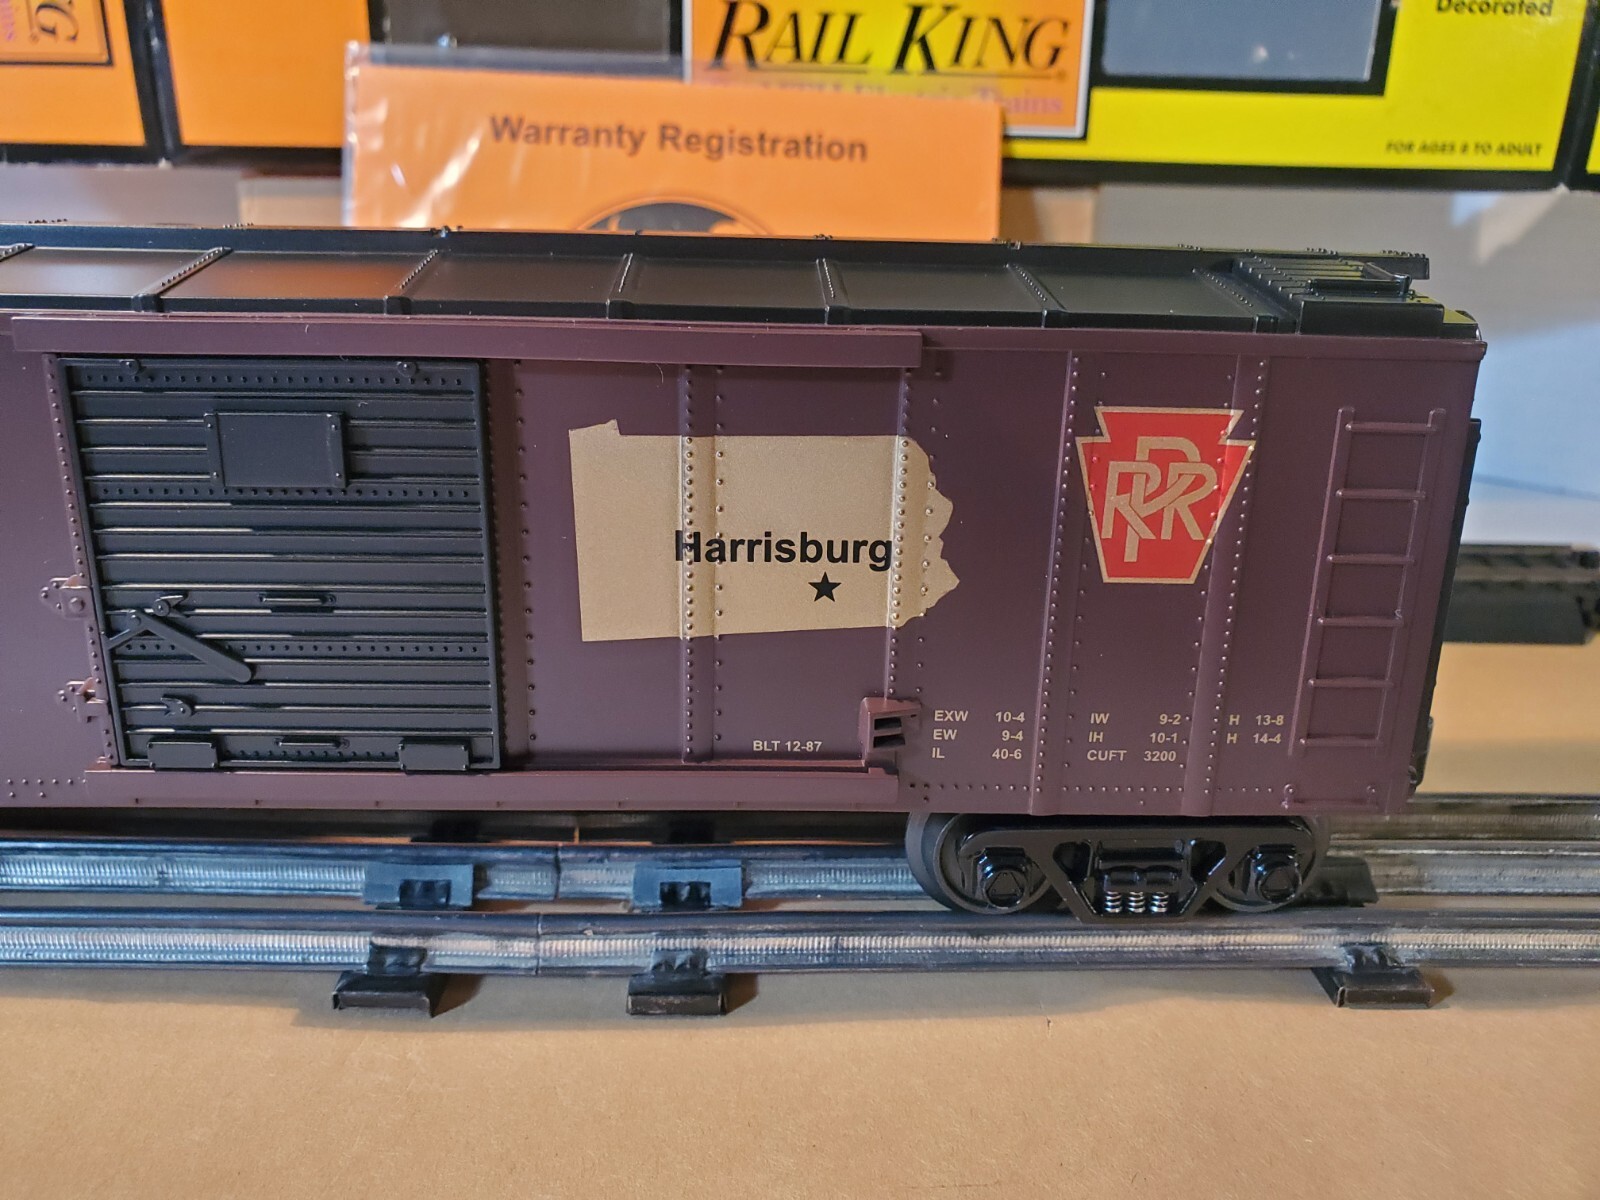 Decorated
RAIL KING
Trains
Warranty Registration
FOR AGES 8 TO ADULT
Harrisburg
PRR
EXW 10-4 IW 9-2 H 13-8
EW 9-4 IH 10-1 H 14-4
IL 40-6 CUFT 3200
BLT 12-87